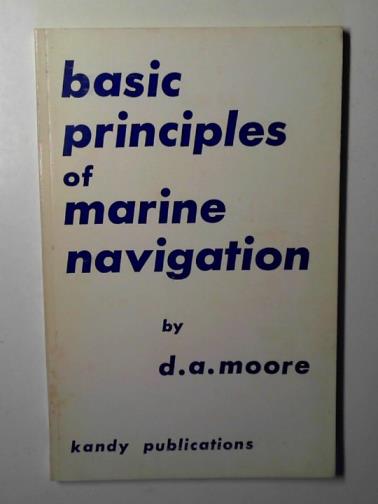 basic
principles
of
marine
navigation
by
d.a.moore
kandy publications